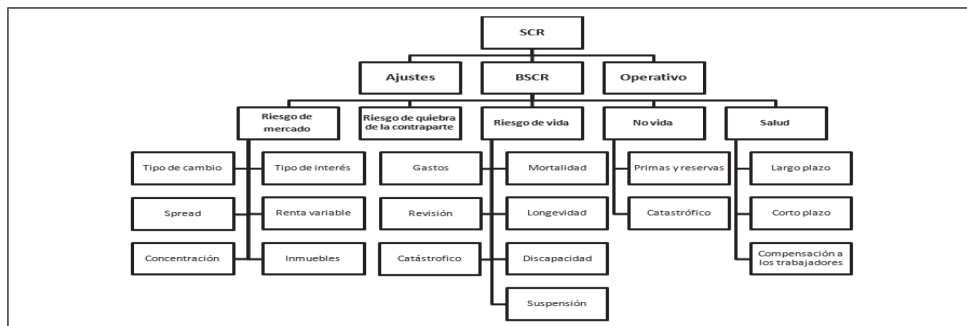 SCR
Ajustes
BSCR
Operativo
Riesgo de
mercado
Riesgo de quiebra
de la contraparte
Riesgo de vida
No vida
Salud
Tipo de cambio
Tipo de interés
Gastos
Mortalidad
Primas y reservas
Largo plazo
Spread
Renta variable
Revisión
Longevidad
Catastrófico
Corto plazo
Concentración
Inmuebles
Catástrofico
Discapacidad
Compensación a
los trabajadores
Suspensión